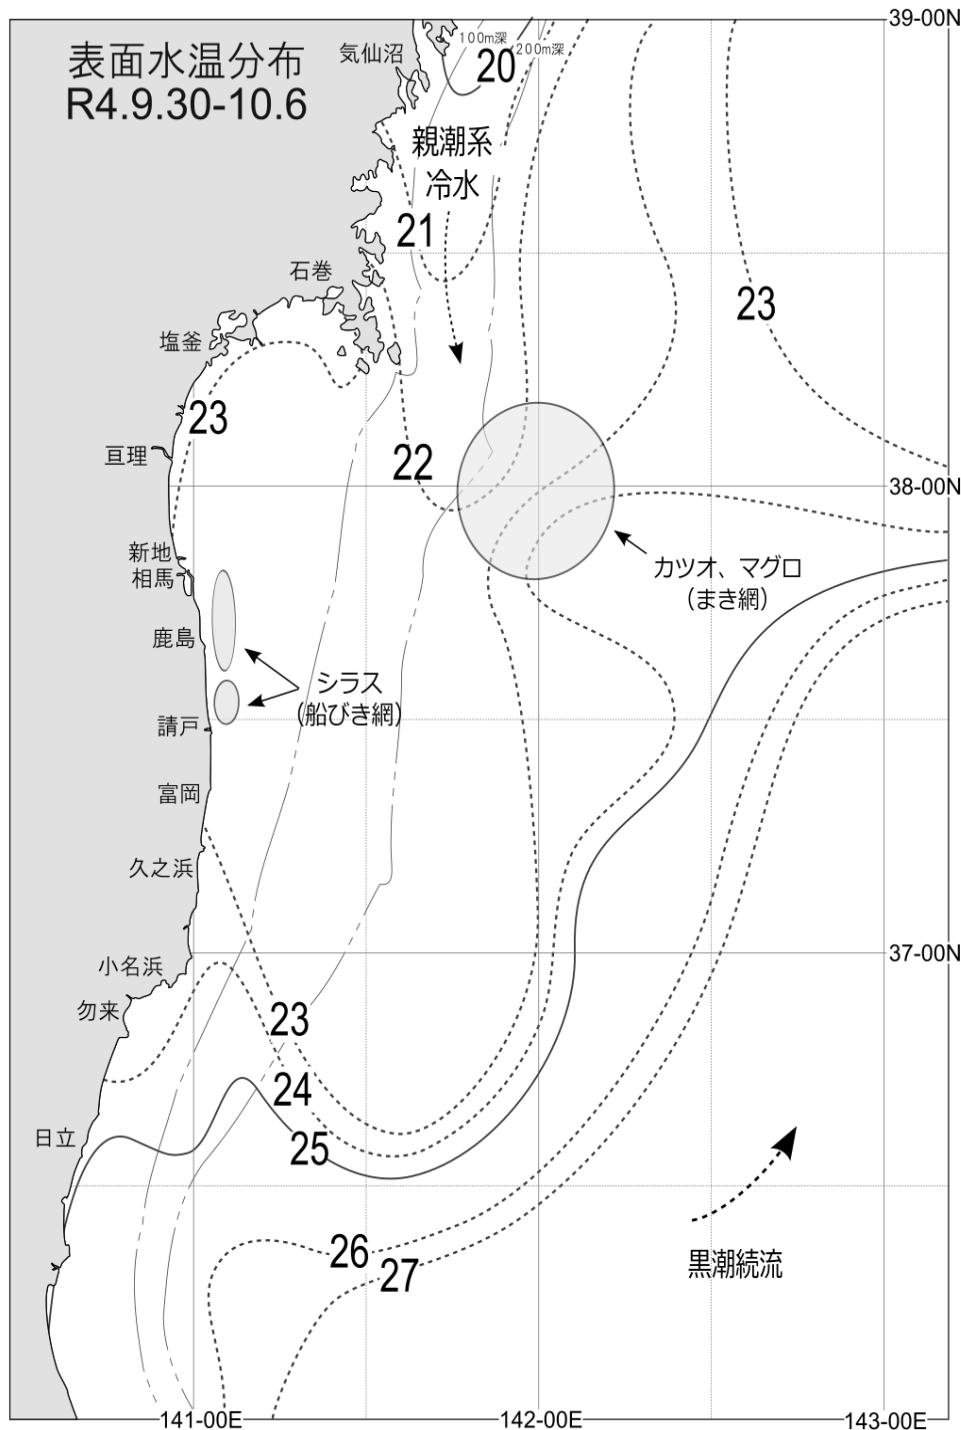 表面水温分布
R4.9.30-10.6
39-00N
100m深
200m深
気仙沼
20
親潮系
冷水
21
石巻
23
塩釜
23
亘理
22
38-00N
新地
相馬
カツオ、マグロ
(まき網)
鹿島
シラス
(船びき網)
請戸
富岡
久之浜
37-00N
小名浜
勿来
23
24
日立
25
26
27
黒潮続流
141-00E
142-00E
143-00E